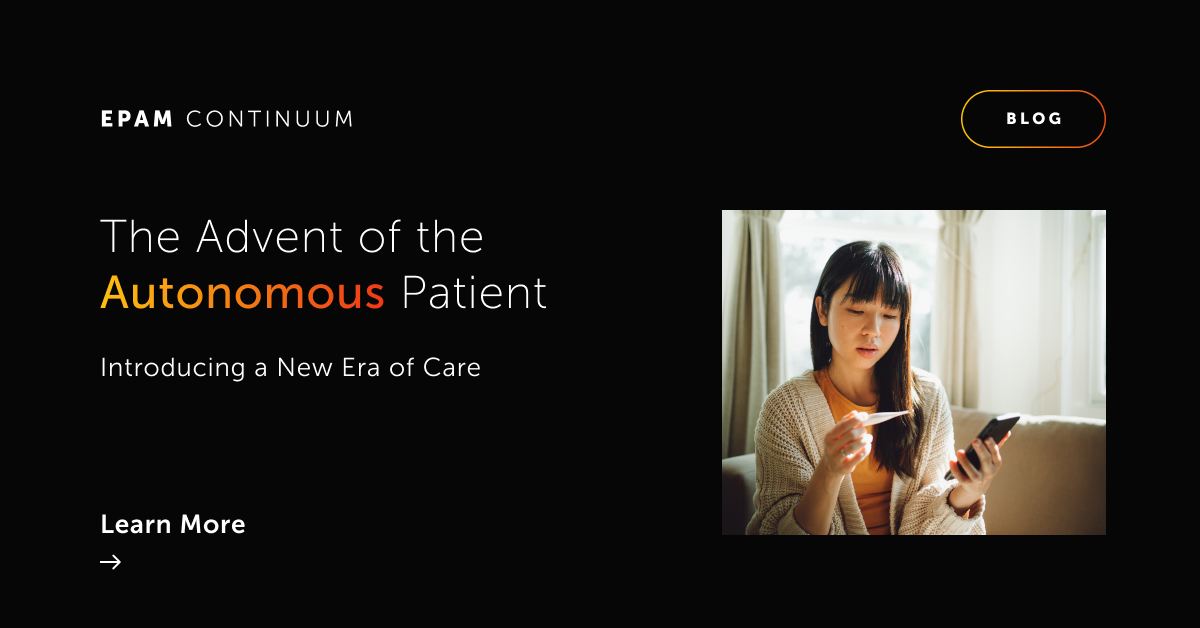 EPAM CONTINUUM
BLOG
The Advent of the
Autonomous Patient
Introducing a New Era of Care
Learn More